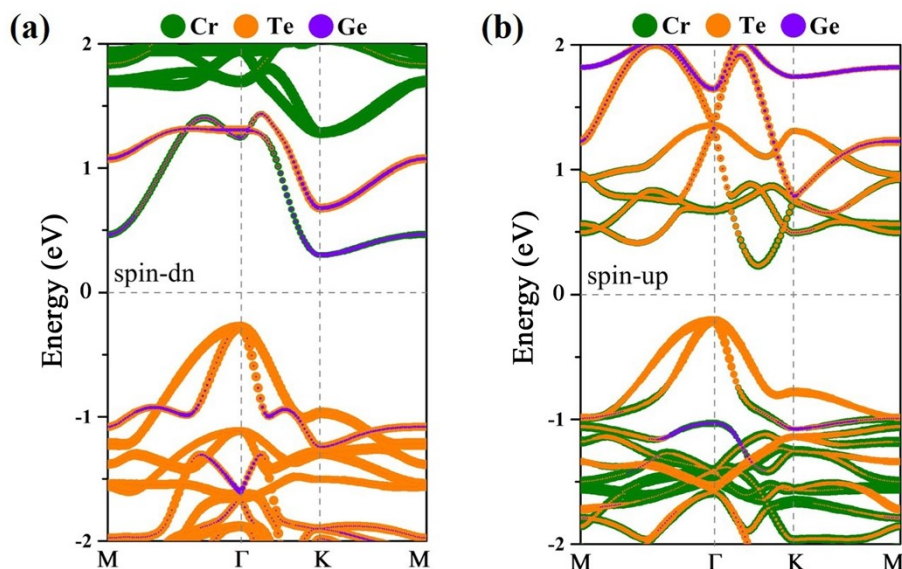 (a) Cr Te Ge
2
1
0
-1
-2
Energy (eV)
spin-dn
M Γ K M
(b) Cr Te Ge
2
1
0
-1
-2
Energy (eV)
spin-up
M Γ K M